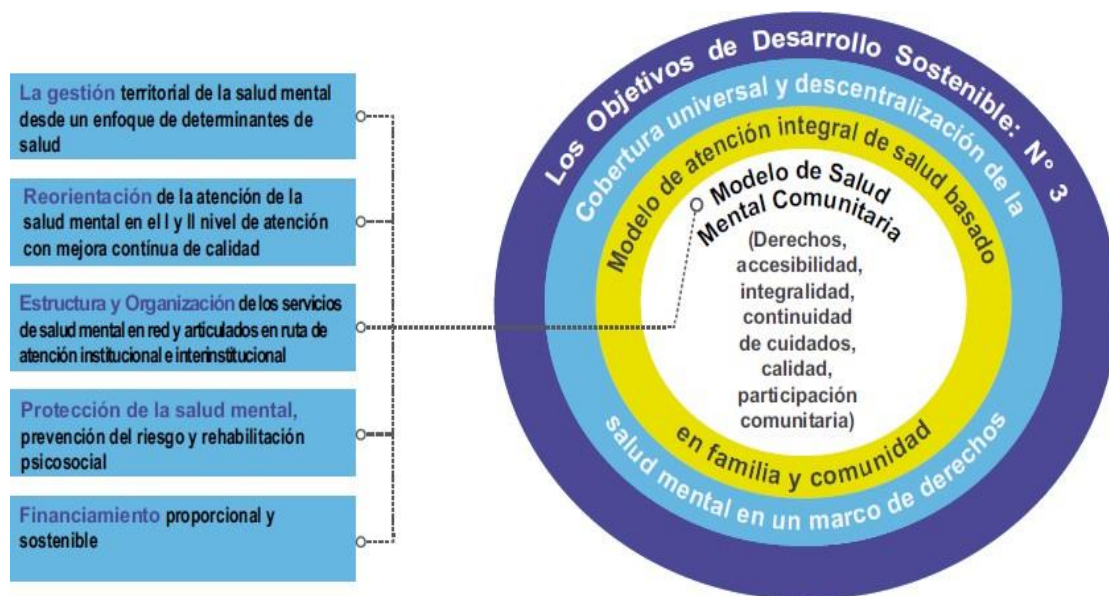 La gestión territorial de la salud mental
desde un enfoque de determinantes de
salud
Reorientación de la atención de la
salud mental en el I y II nivel de atención
con mejora contínua de calidad
Estructura y Organización de los servicios
de salud mental en red y articulados en ruta de
atención institucional e interinstitucional
Protección de la salud mental,
prevención del riesgo y rehabilitación
psicosocial
Financiamiento proporcional y
sostenible
Los Objetivos de Desarrollo Sostenible: N° 3
Cobertura universal y descentralización de la
salud mental en un marco de derechos
Modelo de atención integral de salud basado
en familia y comunidad
Modelo de Salud
Mental Comunitaria
(Derechos,
accesibilidad,
integralidad,
continuidad
de cuidados,
calidad,
participación
comunitaria)